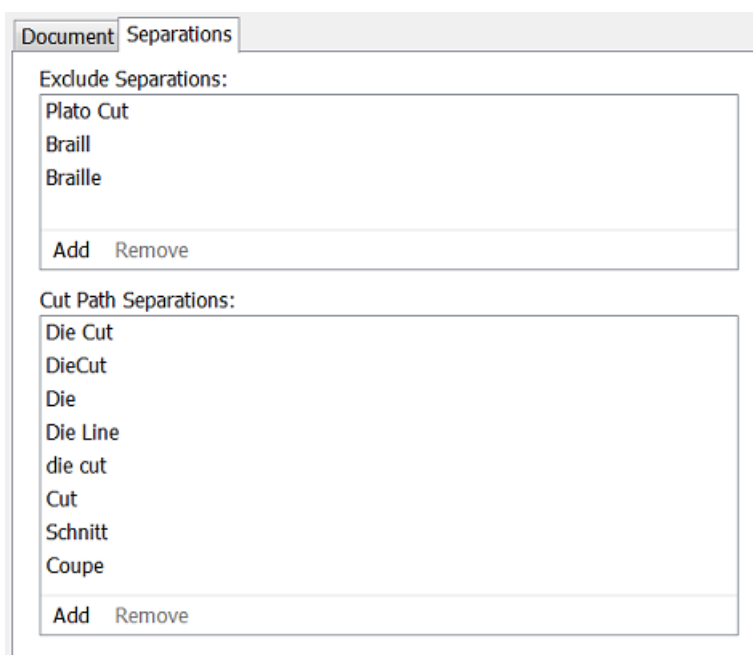 Document Separations
Exclude Separations:
Plato Cut
Braill
Braille
Add Remove
Cut Path Separations:
Die Cut
DieCut
Die
Die Line
die cut
Cut
Schnitt
Coupe
Add Remove